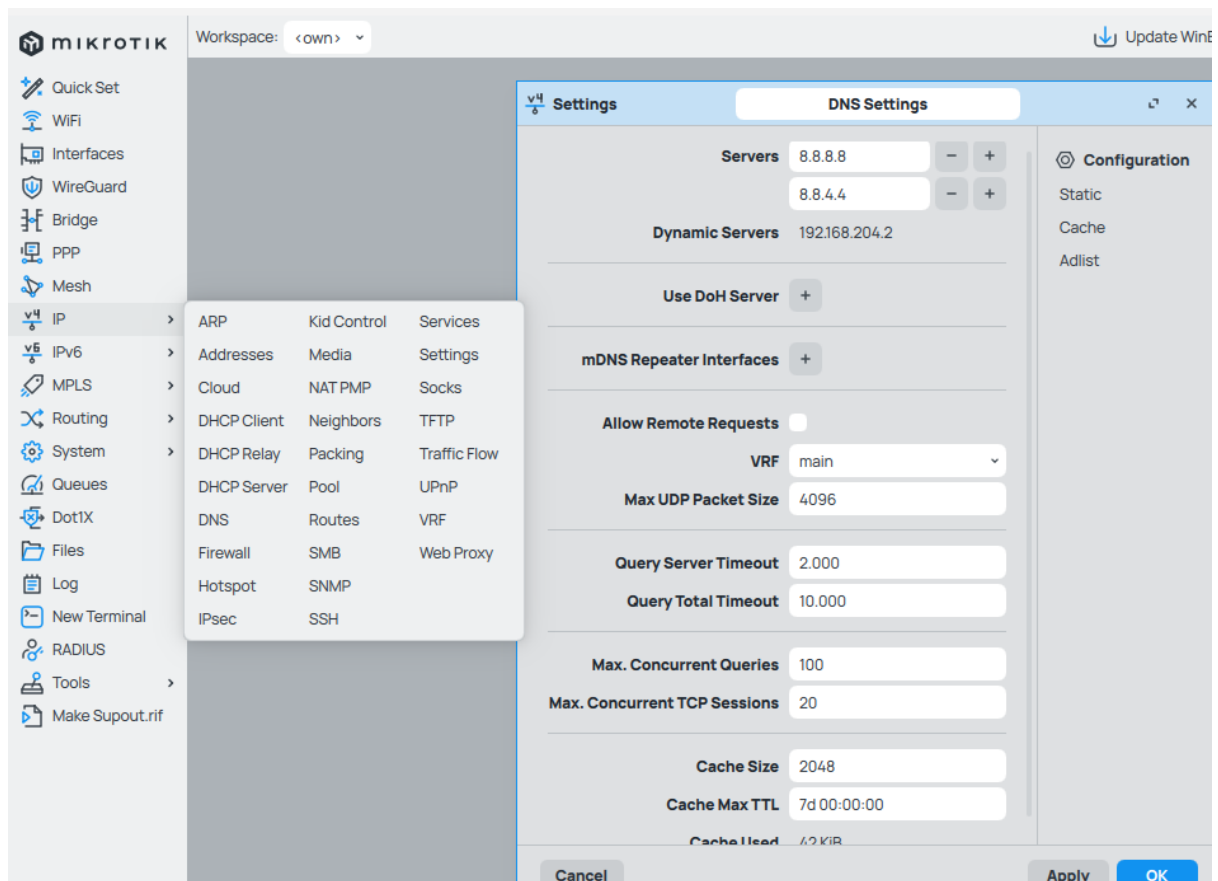 mikrotik
Workspace: <own>
Update WinB
Quick Set
WiFi
Interfaces
WireGuard
Bridge
PPP
Mesh
IP
IPv6
MPLS
Routing
System
Queues
Dot1X
Files
Log
New Terminal
RADIUS
Tools
Make Supout.rif
ARP
Addresses
Cloud
DHCP Client
DHCP Relay
DHCP Server
DNS
Firewall
Hotspot
IPsec
Kid Control
Media
NAT PMP
Neighbors
Packing
Pool
Routes
SMB
SNMP
SSH
Services
Settings
Socks
TFTP
Traffic Flow
UPnP
VRF
Web Proxy
v4 Settings
DNS Settings
Servers 8.8.8.8 - +
8.8.4.4 - +
Dynamic Servers 192.168.204.2
Use DoH Server +
mDNS Repeater Interfaces +
Allow Remote Requests
VRF main
Max UDP Packet Size 4096
Query Server Timeout 2.000
Query Total Timeout 10.000
Max. Concurrent Queries 100
Max. Concurrent TCP Sessions 20
Cache Size 2048
Cache Max TTL 7d 00:00:00
Cache Used 42 KiB
Configuration
Static
Cache
Adlist
Cancel
Apply
OK